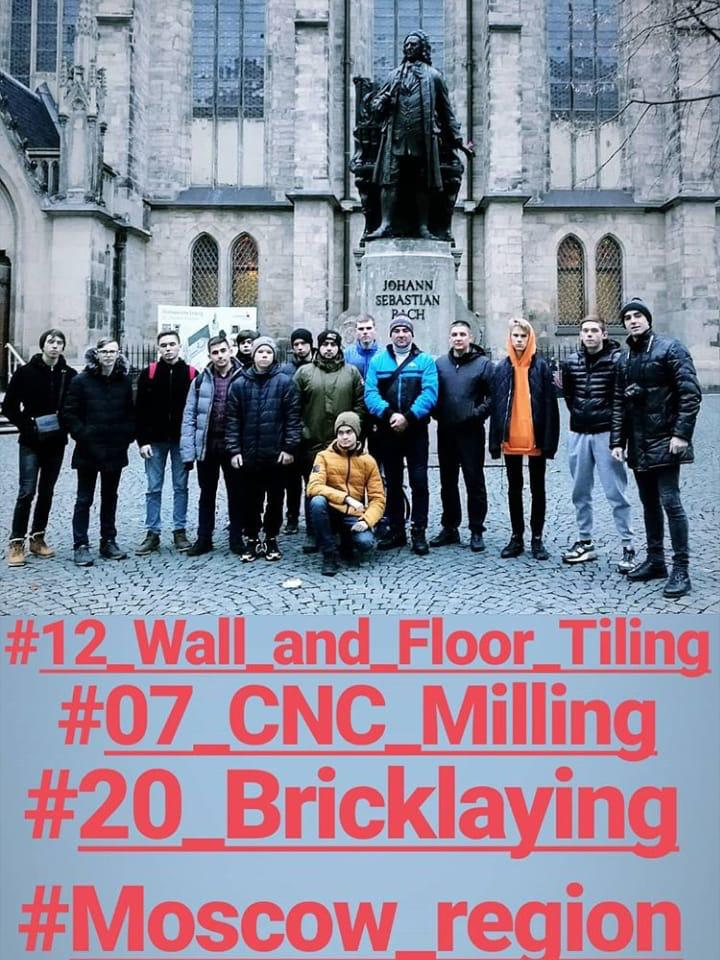 JOHANN
SEBASTIAN
BACH
#12_Wall_and_Floor_Tiling
#07_CNC_Milling
#20_Bricklaying
#Moscow_region